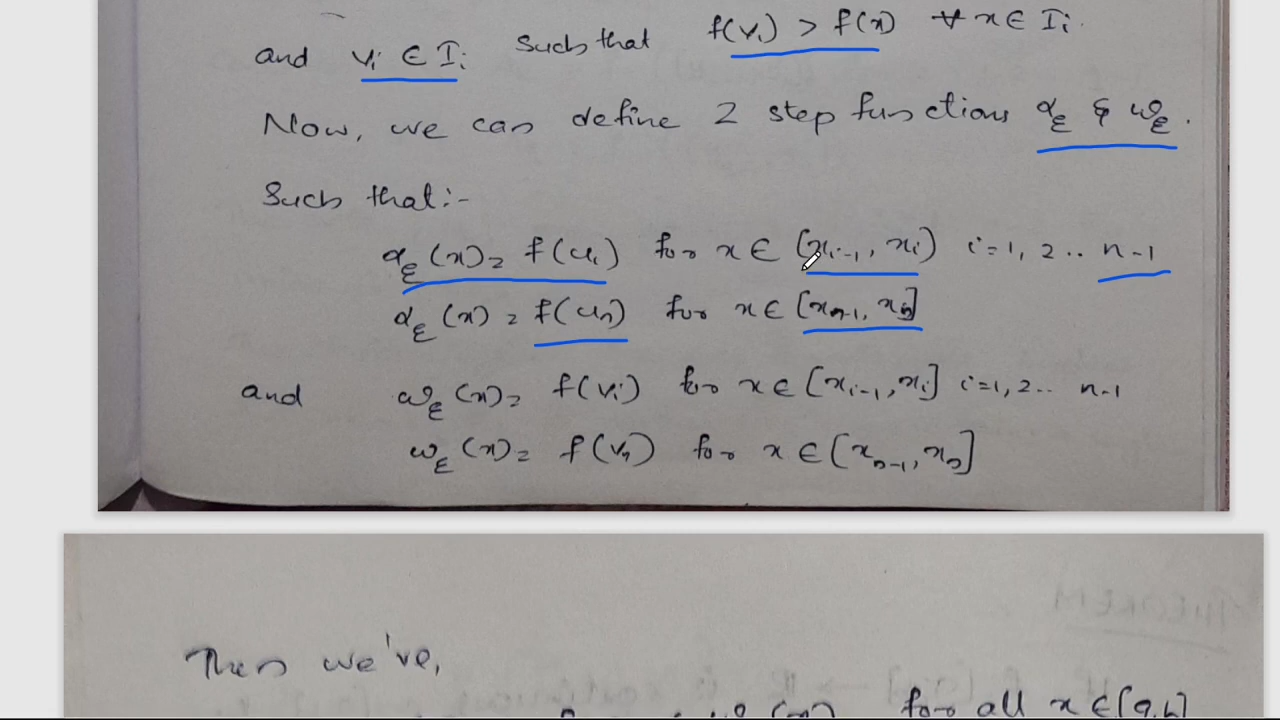 and vᵢ ∈ Iᵢ such that f(vᵢ) > f(x) ∀ x ∈ Iᵢ.
Now, we can define 2 step functions α_ε & ω_ε.
Such that:-
α_ε(x) = f(uᵢ) for x ∈ [xᵢ₋₁, xᵢ) i=1, 2.. n-1
α_ε(x) = f(uₙ) for x ∈ [xₙ₋₁, xₙ]
and ω_ε(x) = f(vᵢ) for x ∈ [xᵢ₋₁, xᵢ] i=1, 2.. n-1
ω_ε(x) = f(vₙ) for x ∈ [xₙ₋₁, xₙ]
THEOREM
Then we've,
for all x ∈ [a,b]